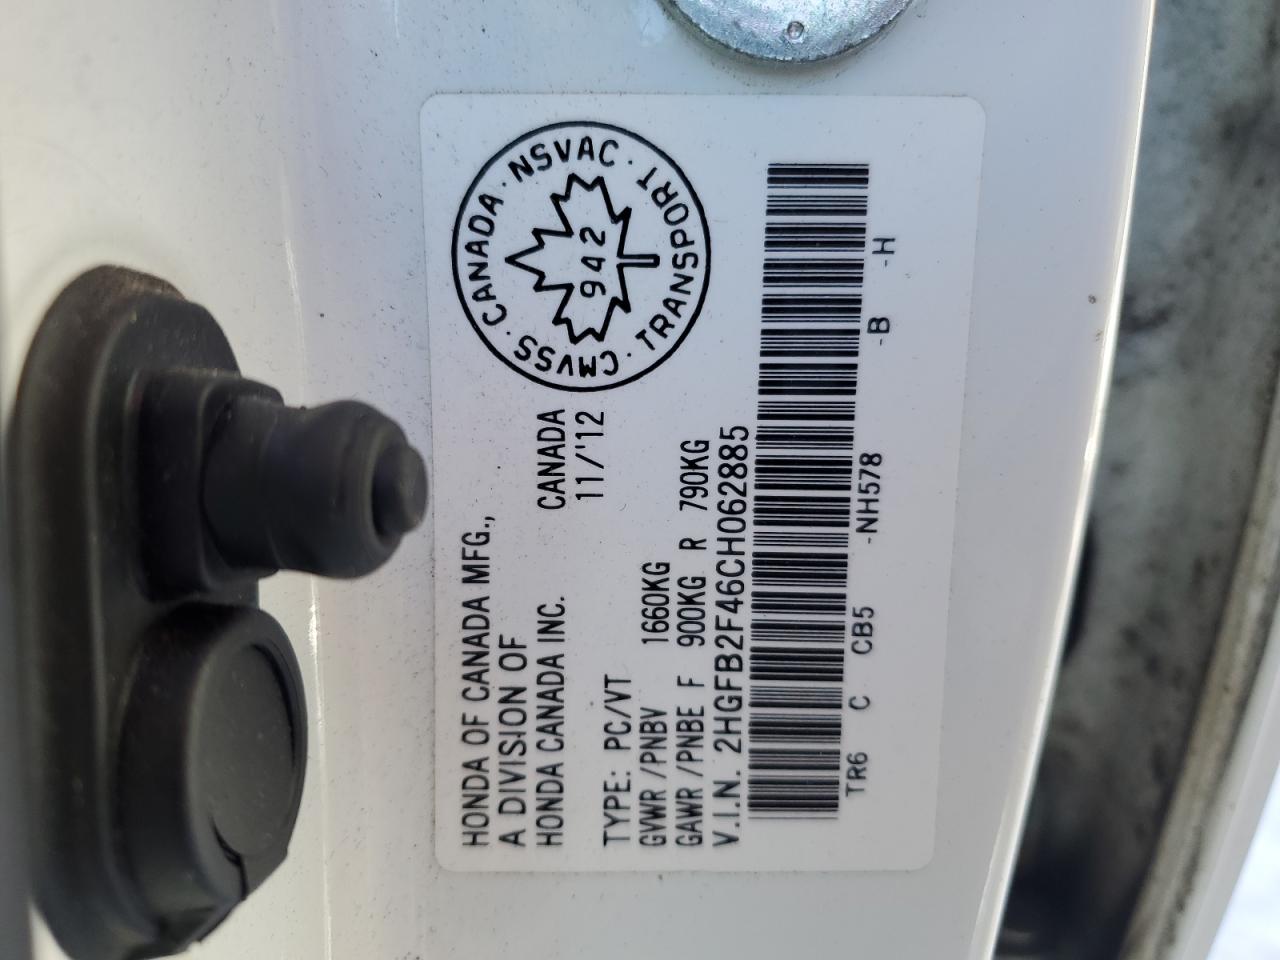 HONDA OF CANADA MFG.,
A DIVISION OF
HONDA CANADA INC.
CANADA
11/'12
CMVSS · CANADA · NSVAC · TRANSPORT ·
942
TYPE: PC/VT
GVWR/PNBV 1660KG
GAWR/PNBE F 900KG R 790KG
V.I.N. 2HGFB2F46CH062885
TR6 C CB5 -NH578 -B -H